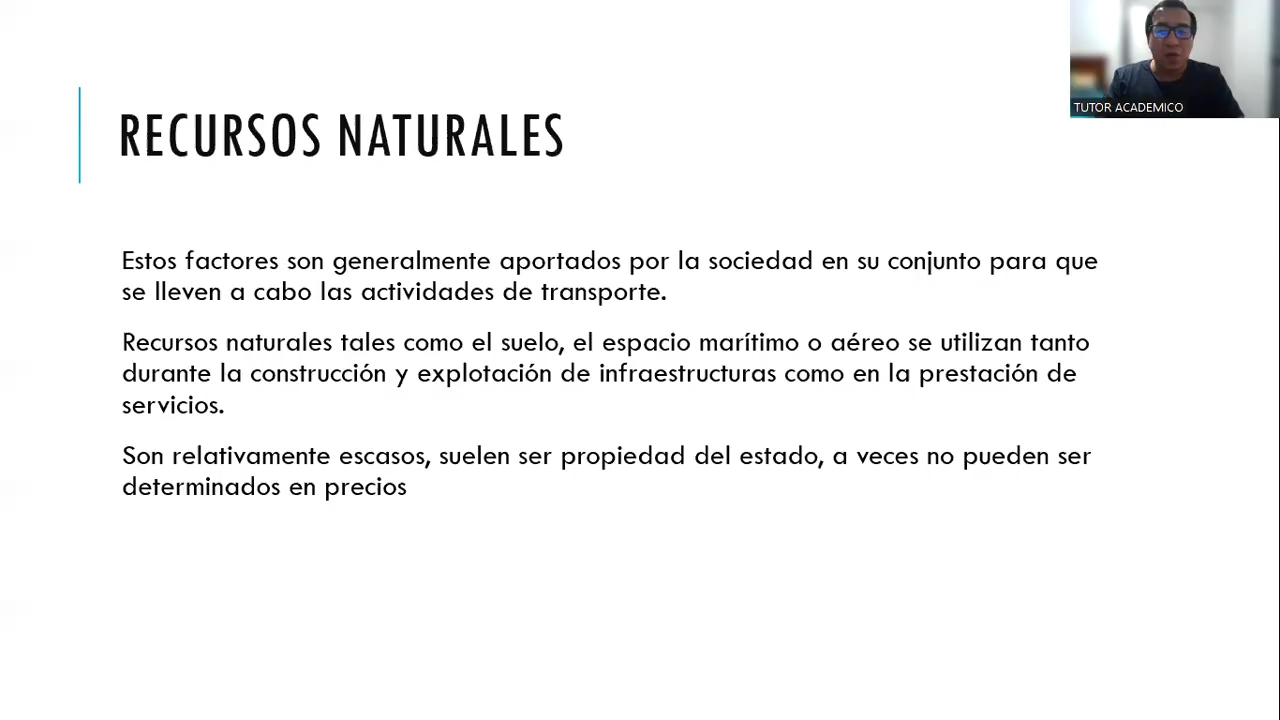 TUTOR ACADEMICO
RECURSOS NATURALES
Estos factores son generalmente aportados por la sociedad en su conjunto para que
se lleven a cabo las actividades de transporte.
Recursos naturales tales como el suelo, el espacio marítimo o aéreo se utilizan tanto
durante la construcción y explotación de infraestructuras como en la prestación de
servicios.
Son relativamente escasos, suelen ser propiedad del estado, a veces no pueden ser
determinados en precios